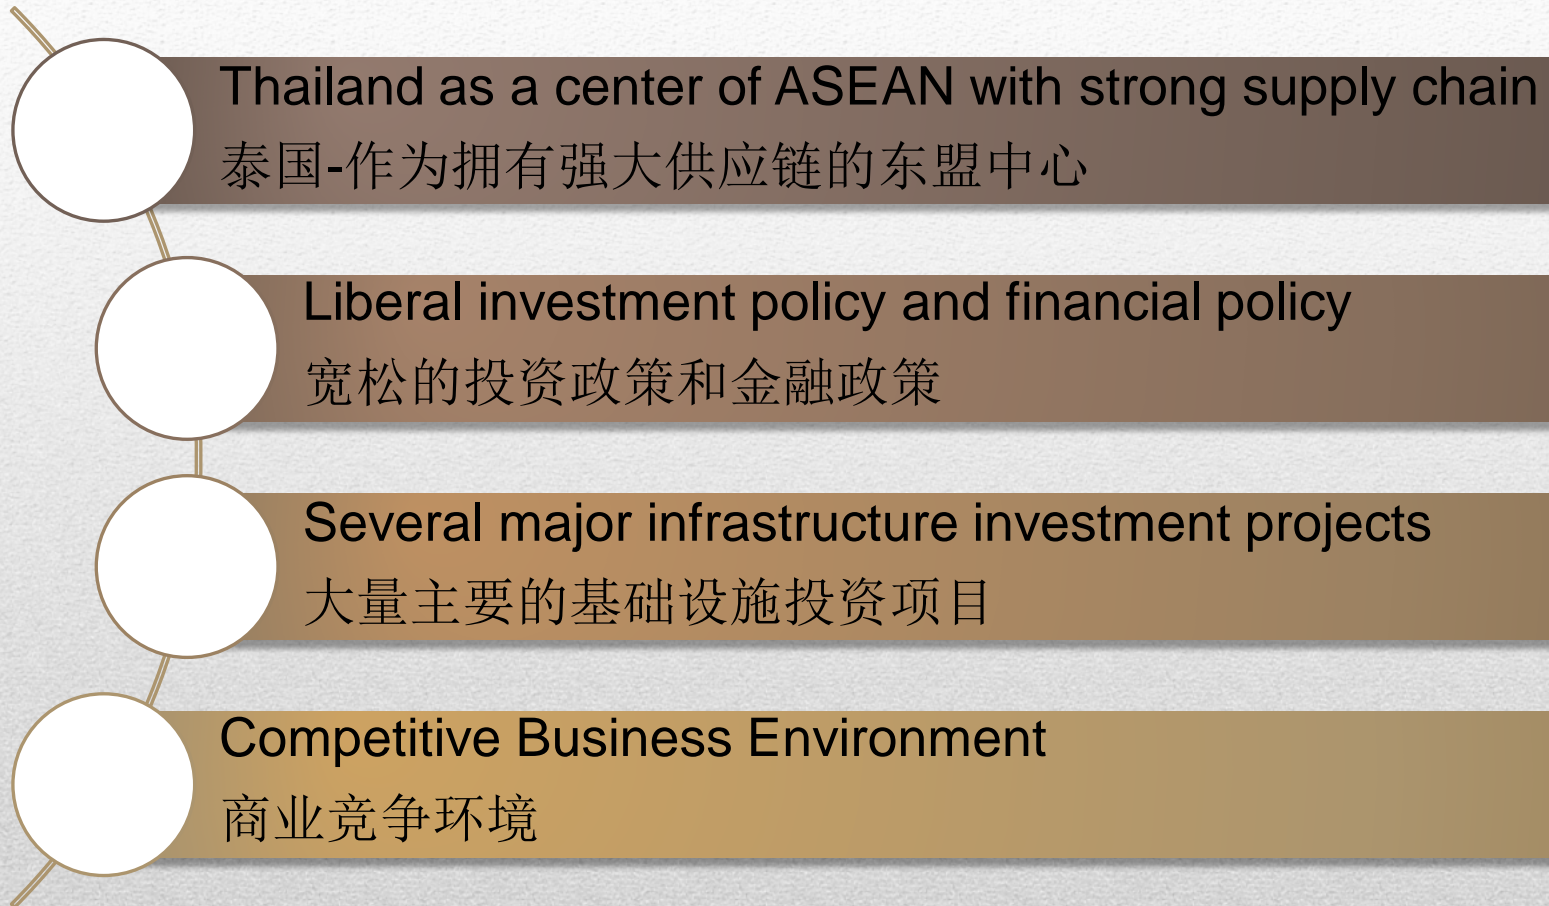 Thailand as a center of ASEAN with strong supply chain
泰国-作为拥有强大供应链的东盟中心
Liberal investment policy and financial policy
宽松的投资政策和金融政策
Several major infrastructure investment projects
大量主要的基础设施投资项目
Competitive Business Environment
商业竞争环境